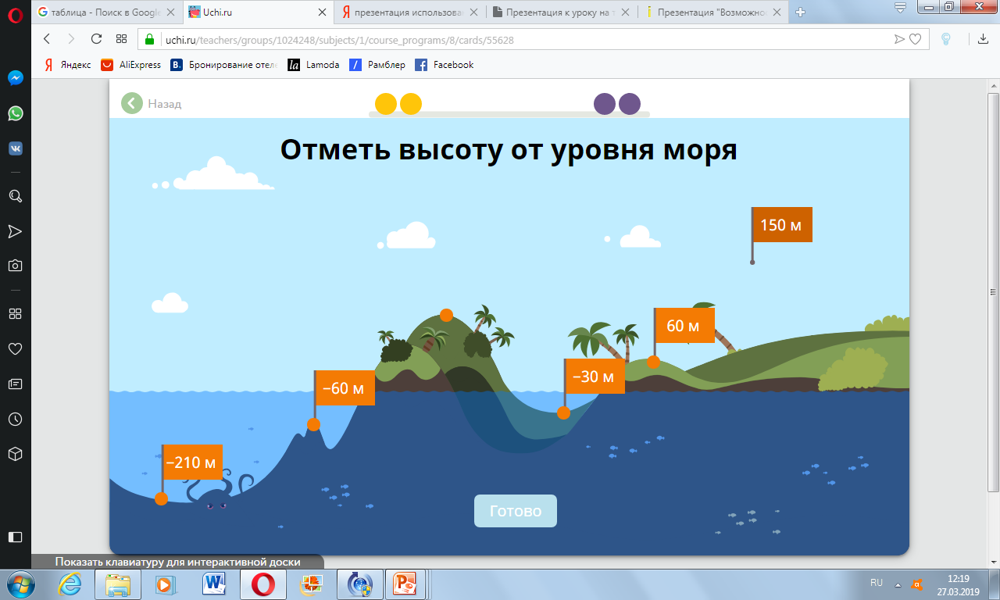 таблица - Поиск в Google
Uchi.ru
презентация использова
Презентация к уроку на т
Презентация "Возможно
uchi.ru/teachers/groups/1024248/subjects/1/course_programs/8/cards/55628
Яндекс
AliExpress
Бронирование отеле
Lamoda
Рамблер
Facebook
Назад
Отметь высоту от уровня моря
150 м
60 м
−30 м
−60 м
−210 м
Готово
Показать клавиатуру для интерактивной доски
RU
12:19
27.03.2019